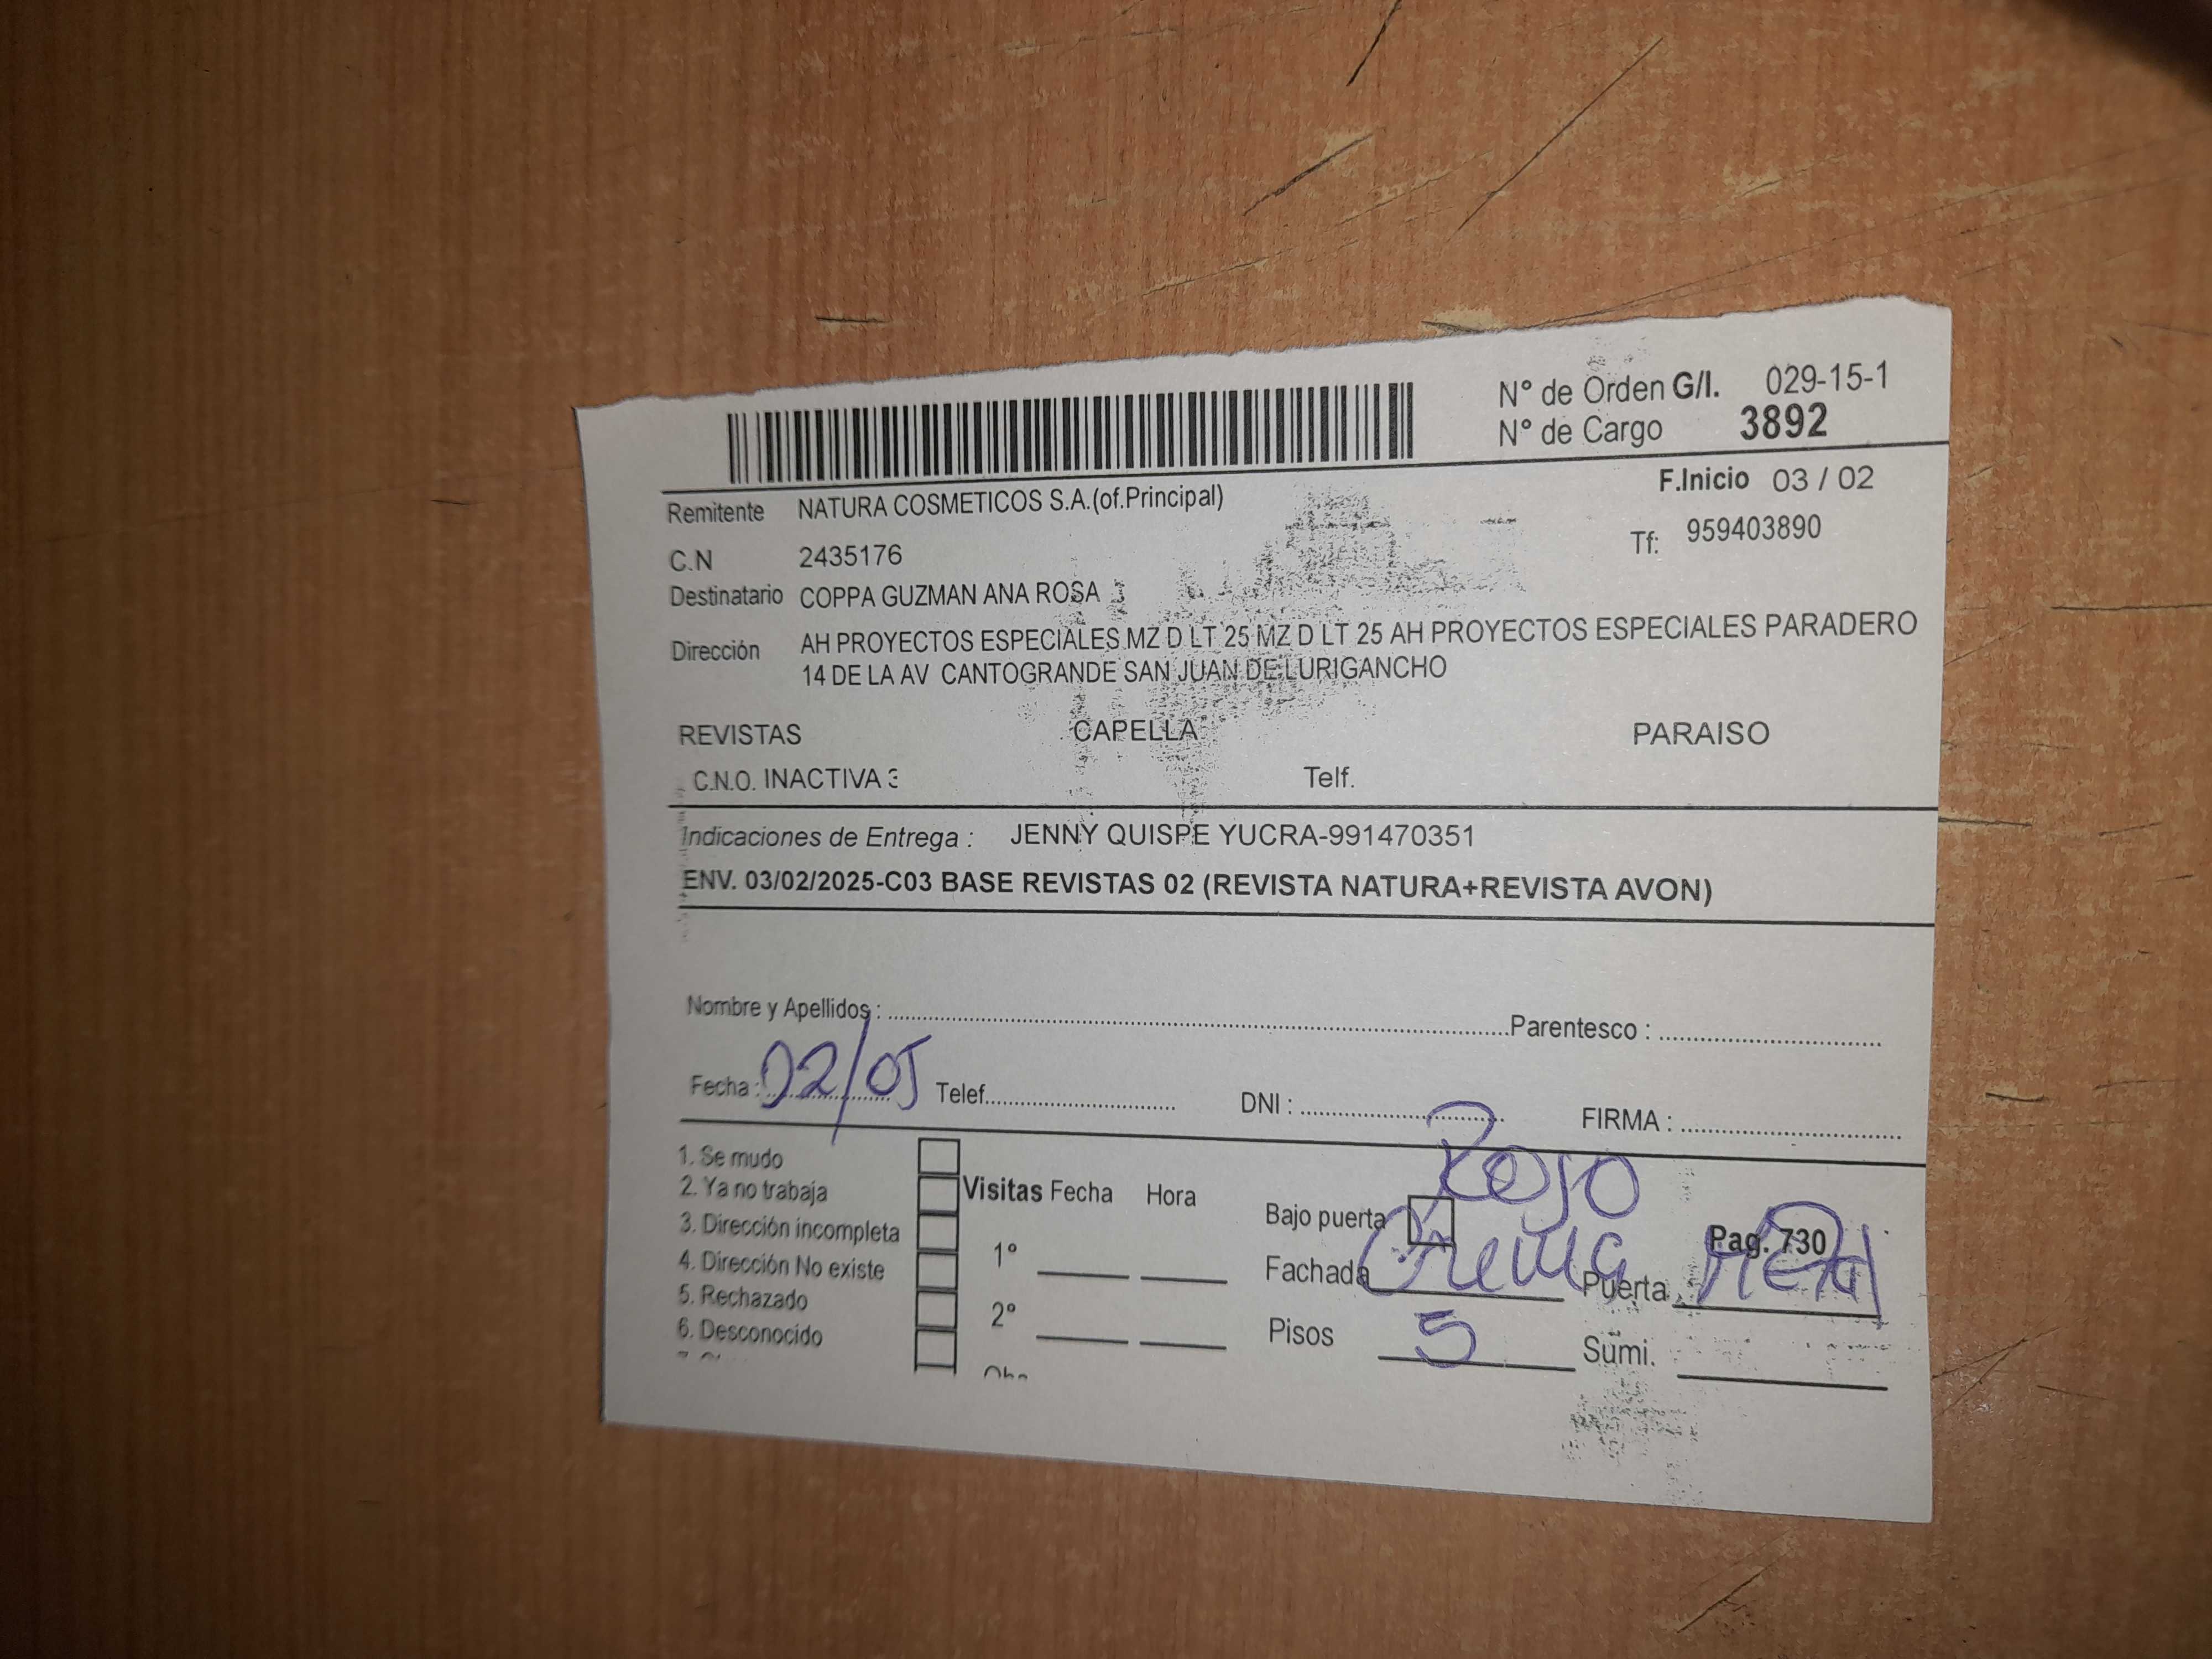 N° de Orden G/I. 029-15-1
N° de Cargo 3892
F.Inicio 03 / 02
Remitente NATURA COSMETICOS S.A.(of.Principal)
Tf: 959403890
C.N 2435176
Destinatario COPPA GUZMAN ANA ROSA
Dirección AH PROYECTOS ESPECIALES MZ D LT 25 MZ D LT 25 AH PROYECTOS ESPECIALES PARADERO
14 DE LA AV CANTOGRANDE SAN JUAN DE LURIGANCHO
REVISTAS CAPELLA PARAISO
C.N.O. INACTIVA 3 Telf.
Indicaciones de Entrega : JENNY QUISPE YUCRA-991470351
ENV. 03/02/2025-C03 BASE REVISTAS 02 (REVISTA NATURA+REVISTA AVON)
Nombre y Apellidos : Parentesco :
Fecha : 02/05 Telef. DNI : FIRMA :
Rojo
1. Se mudo
2. Ya no trabaja Visitas Fecha Hora Bajo puerta Pag. 730
3. Dirección incompleta
4. Dirección No existe 1° Fachada Crema Puerta
5. Rechazado
6. Desconocido 2° Pisos 5 Sumi.